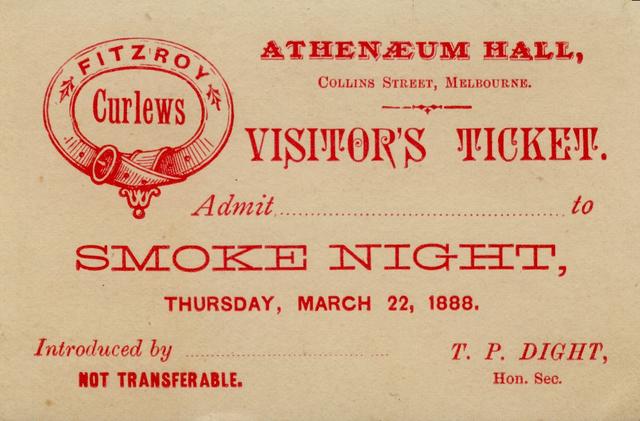 FITZROY
Curlews
ATHENÆUM HALL,
COLLINS STREET, MELBOURNE.
VISITOR'S TICKET.
Admit to
SMOKE NIGHT,
THURSDAY, MARCH 22, 1888.
Introduced by
NOT TRANSFERABLE.
T. P. DIGHT,
Hon. Sec.